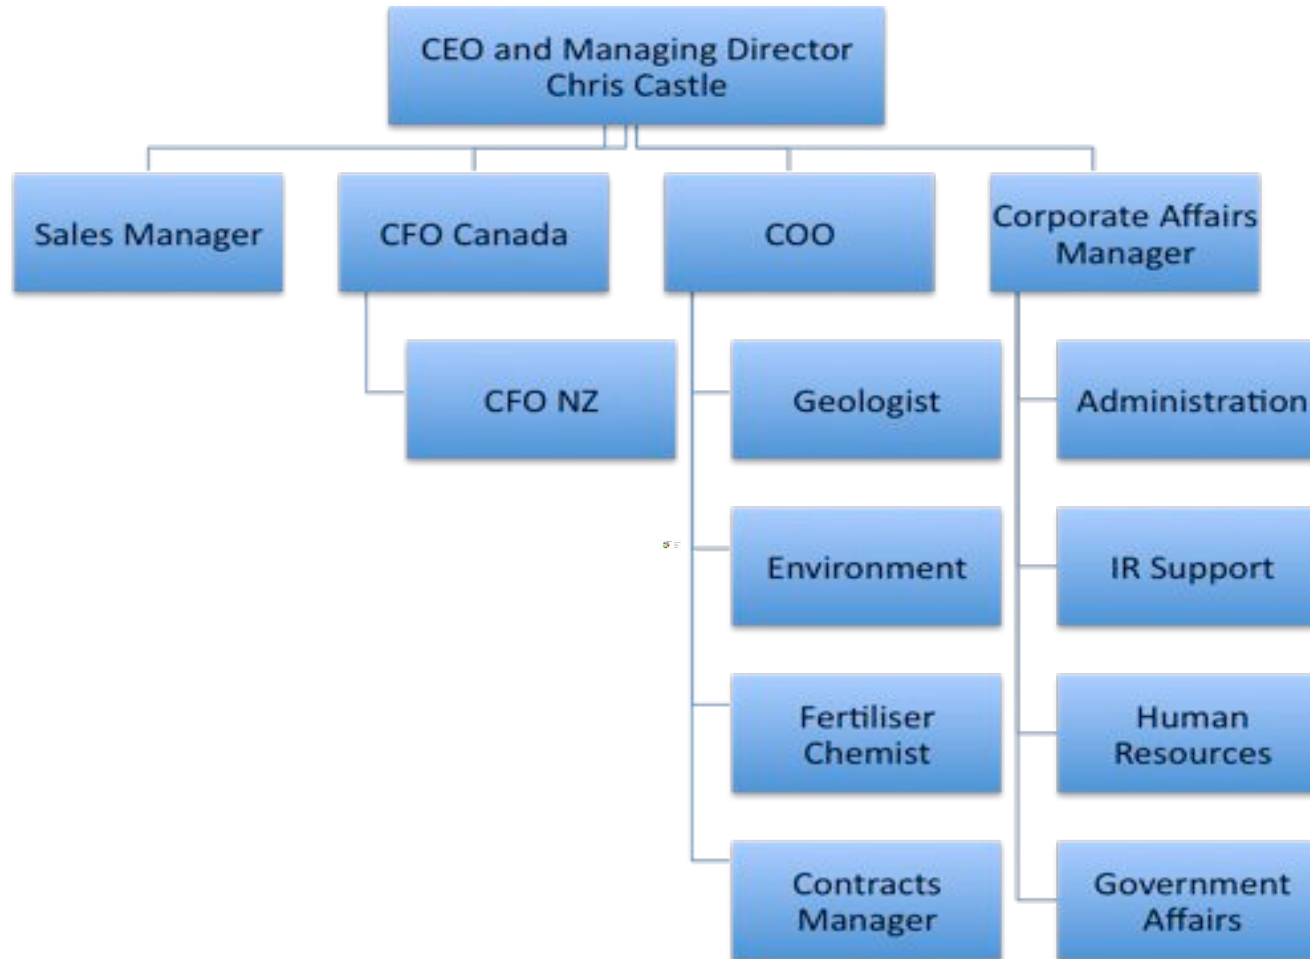 CEO and Managing Director
Chris Castle
Sales Manager
CFO Canada
COO
Corporate Affairs
Manager
CFO NZ
Geologist
Administration
Environment
IR Support
Fertiliser
Chemist
Human
Resources
Contracts
Manager
Government
Affairs